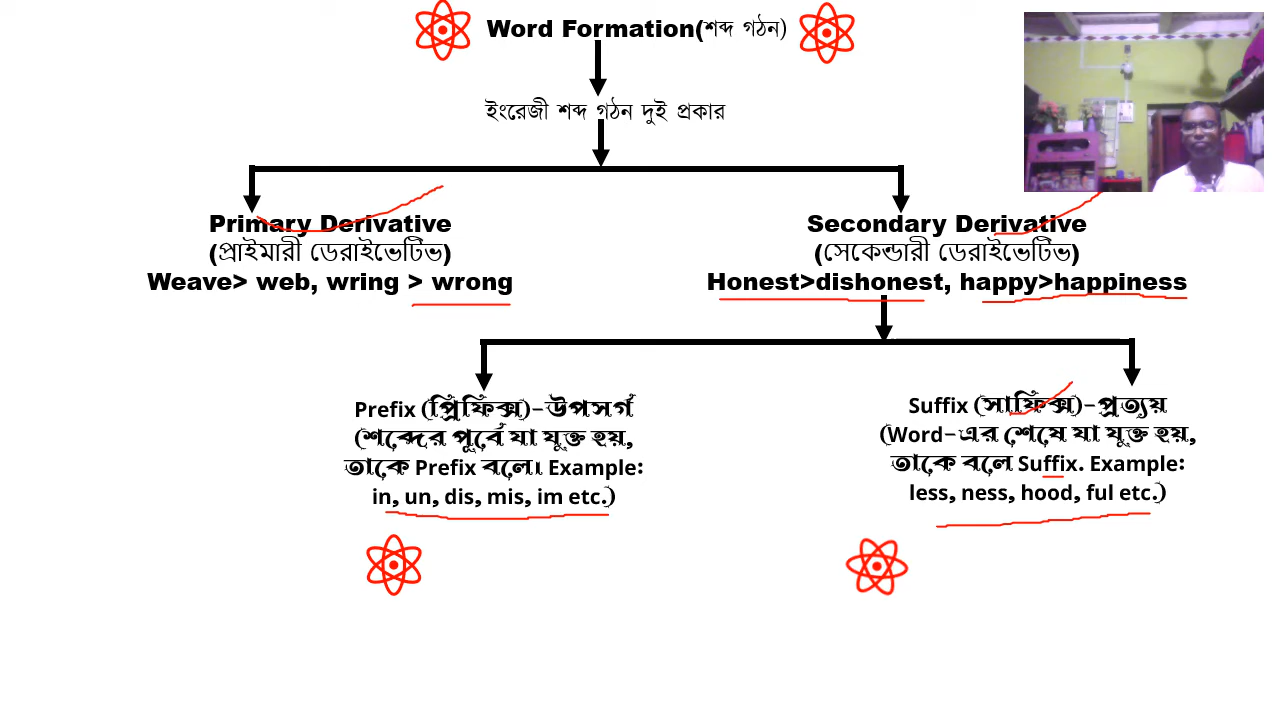 Word Formation(শব্দ গঠন)
ইংরেজী শব্দ গঠন দুই প্রকার
Primary Derivative
(প্রাইমারী ডেরাইভেটিভ)
Weave> web, wring > wrong
Secondary Derivative
(সেকেন্ডারী ডেরাইভেটিভ)
Honest>dishonest, happy>happiness
Prefix (প্রিফিক্স)-উপসর্গ
(শব্দের পূর্বে যা যুক্ত হয়,
তাকে Prefix বলে। Example:
in, un, dis, mis, im etc.)
Suffix (সাফিক্স)-প্রত্যয়
(Word-এর শেষে যা যুক্ত হয়,
তাকে বলে Suffix. Example:
less, ness, hood, ful etc.)